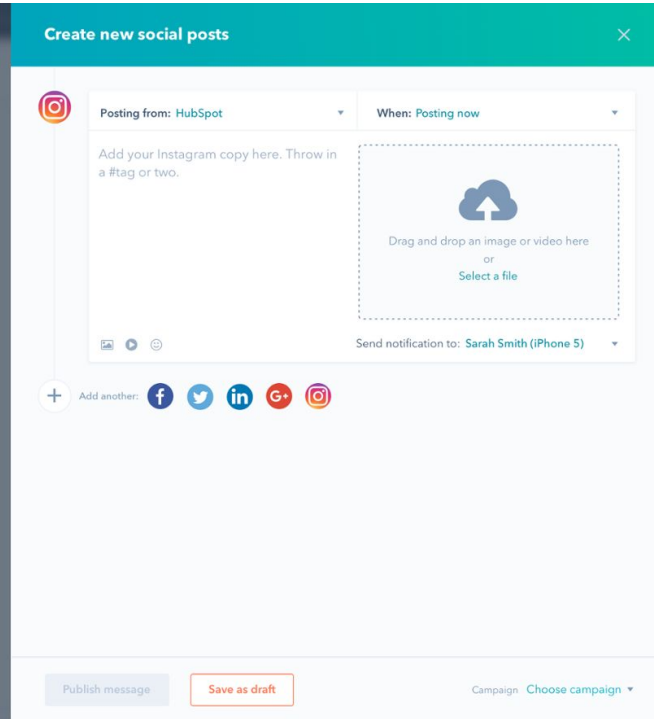 Create new social posts
Posting from: HubSpot
When: Posting now
Add your Instagram copy here. Throw in
a #tag or two.
Drag and drop an image or video here
or
Select a file
Send notification to: Sarah Smith (iPhone 5)
Add another:
Publish message
Save as draft
Campaign Choose campaign